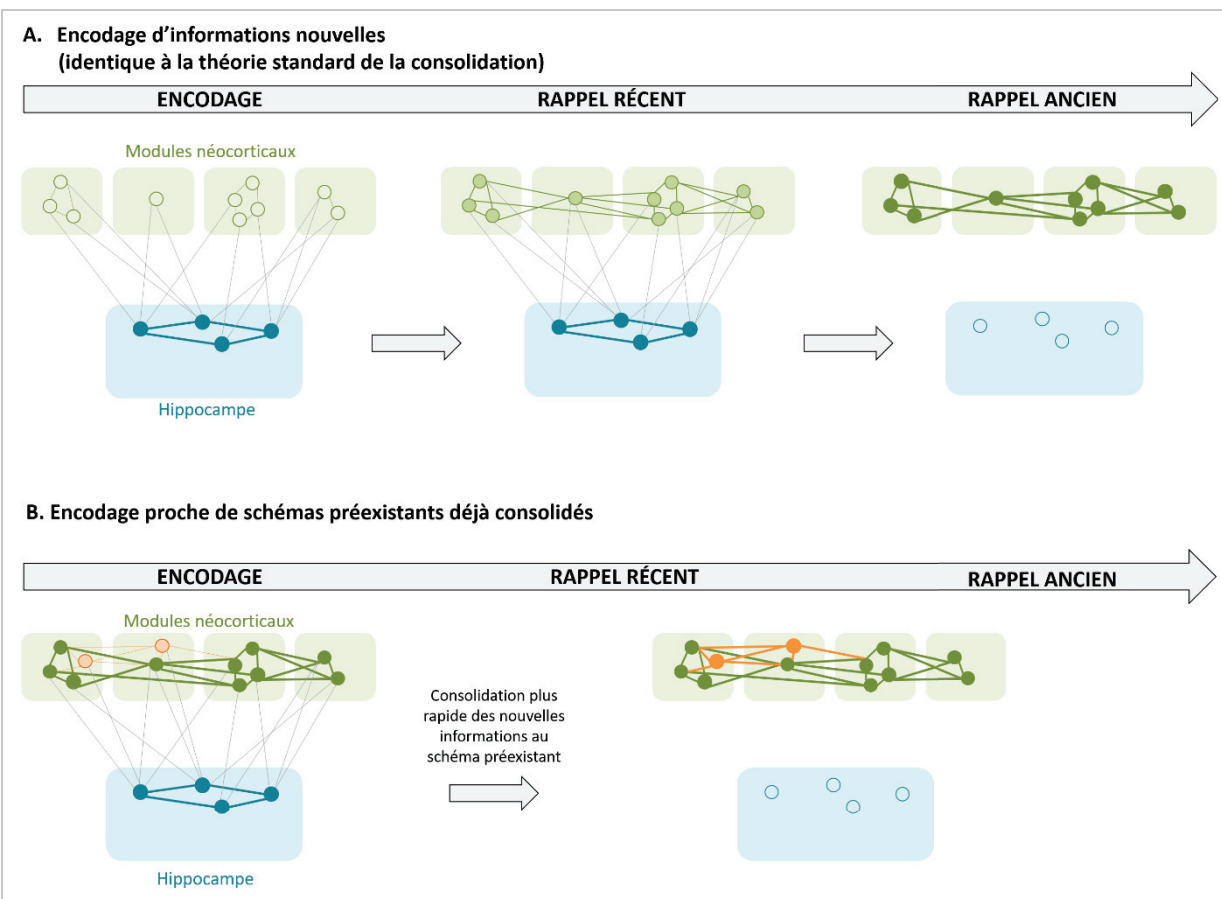 A. Encodage d’informations nouvelles
(identique à la théorie standard de la consolidation)
ENCODAGE
RAPPEL RÉCENT
RAPPEL ANCIEN
Modules néocorticaux
Hippocampe
B. Encodage proche de schémas préexistants déjà consolidés
ENCODAGE
RAPPEL RÉCENT
RAPPEL ANCIEN
Modules néocorticaux
Consolidation plus
rapide des nouvelles
informations au
schéma préexistant
Hippocampe